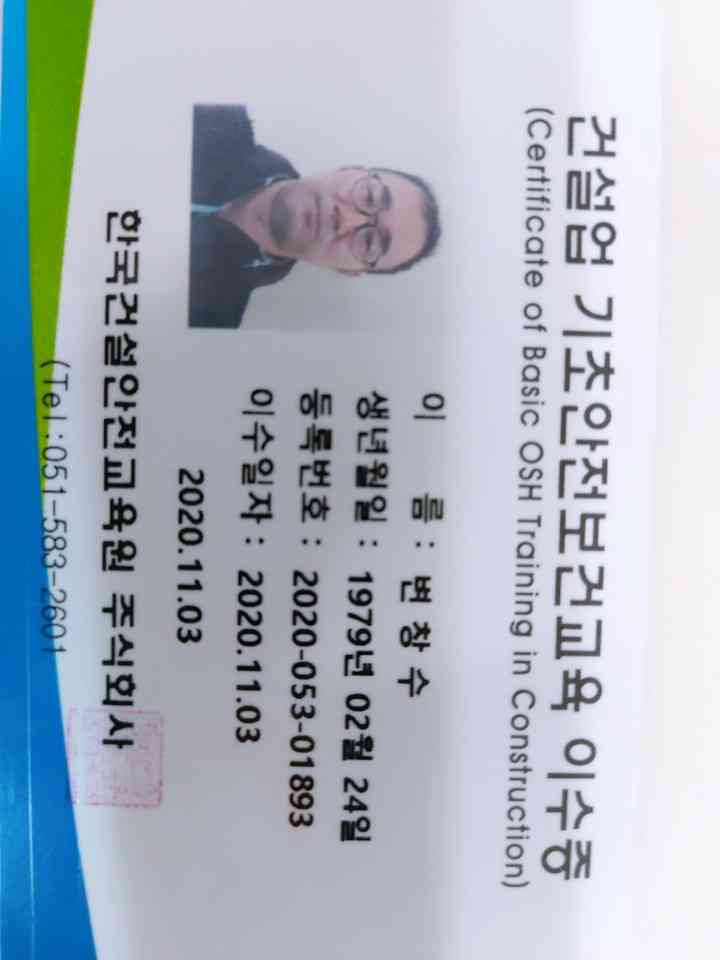 건설업 기초안전보건교육 이수증
(Certificate of Basic OSH Training in Construction)
이 름 : 변 창 수
생년월일 : 1979년 02월 24일
등록번호 : 2020-053-01893
이수일자 : 2020.11.03
2020.11.03
한국건설안전교육원 주식회사
(Tel:051-583-2601